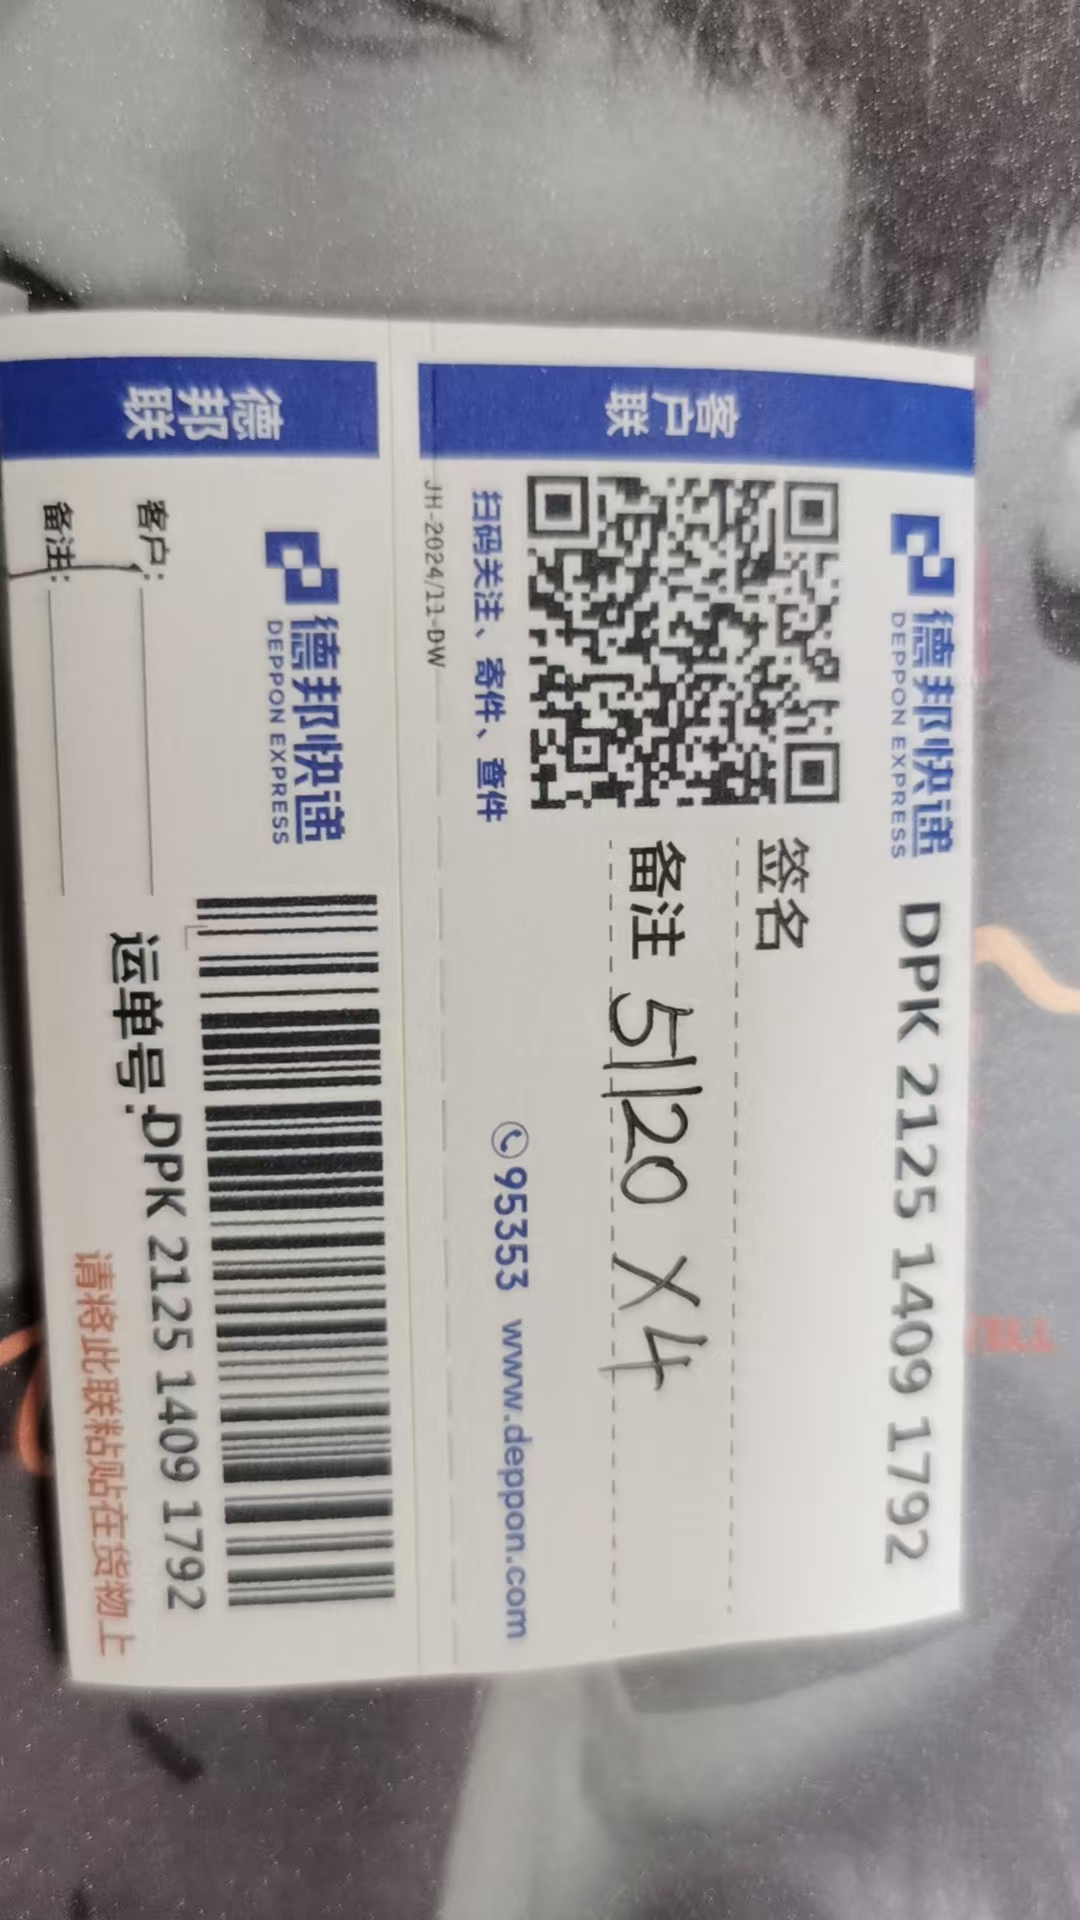 客户联
德邦快递
DEPPON EXPRESS
DPK 2125 1409 1792
签名
备注 51120 X4
扫码关注、寄件、查件
95353 www.deppon.com
JH-2024/11-DW
德邦联
德邦快递
DEPPON EXPRESS
客户:
备注:
运单号:DPK 2125 1409 1792
请将此联粘贴在货物上